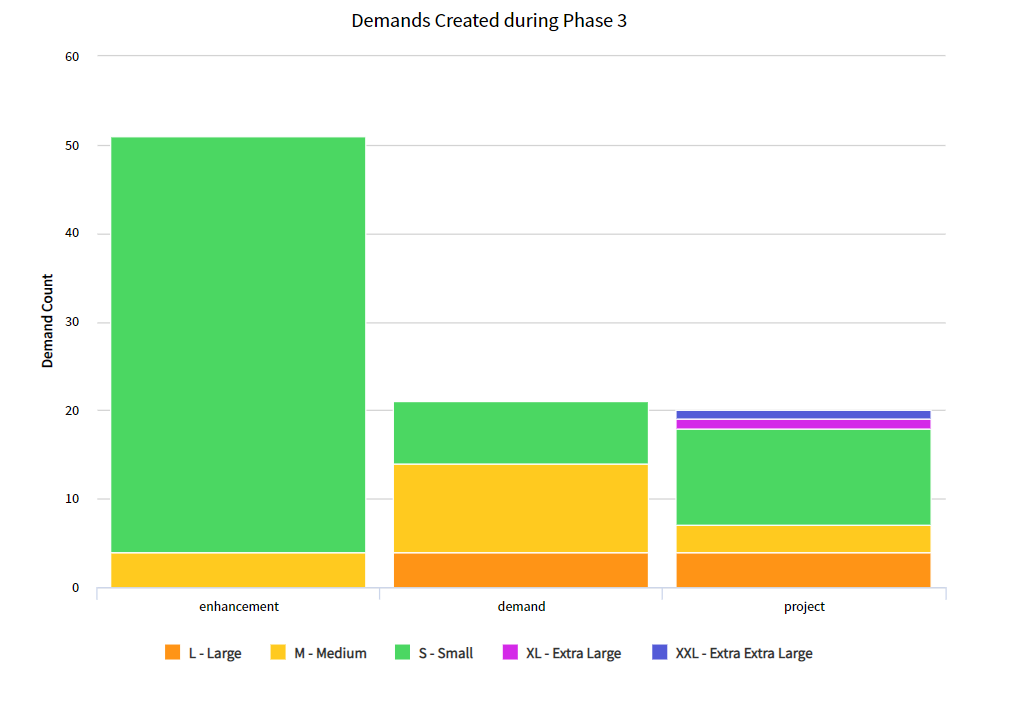 Demands Created during Phase 3
60
50
40
30
20
10
0
Demand Count
enhancement demand project
L - Large M - Medium S - Small XL - Extra Large XXL - Extra Extra Large